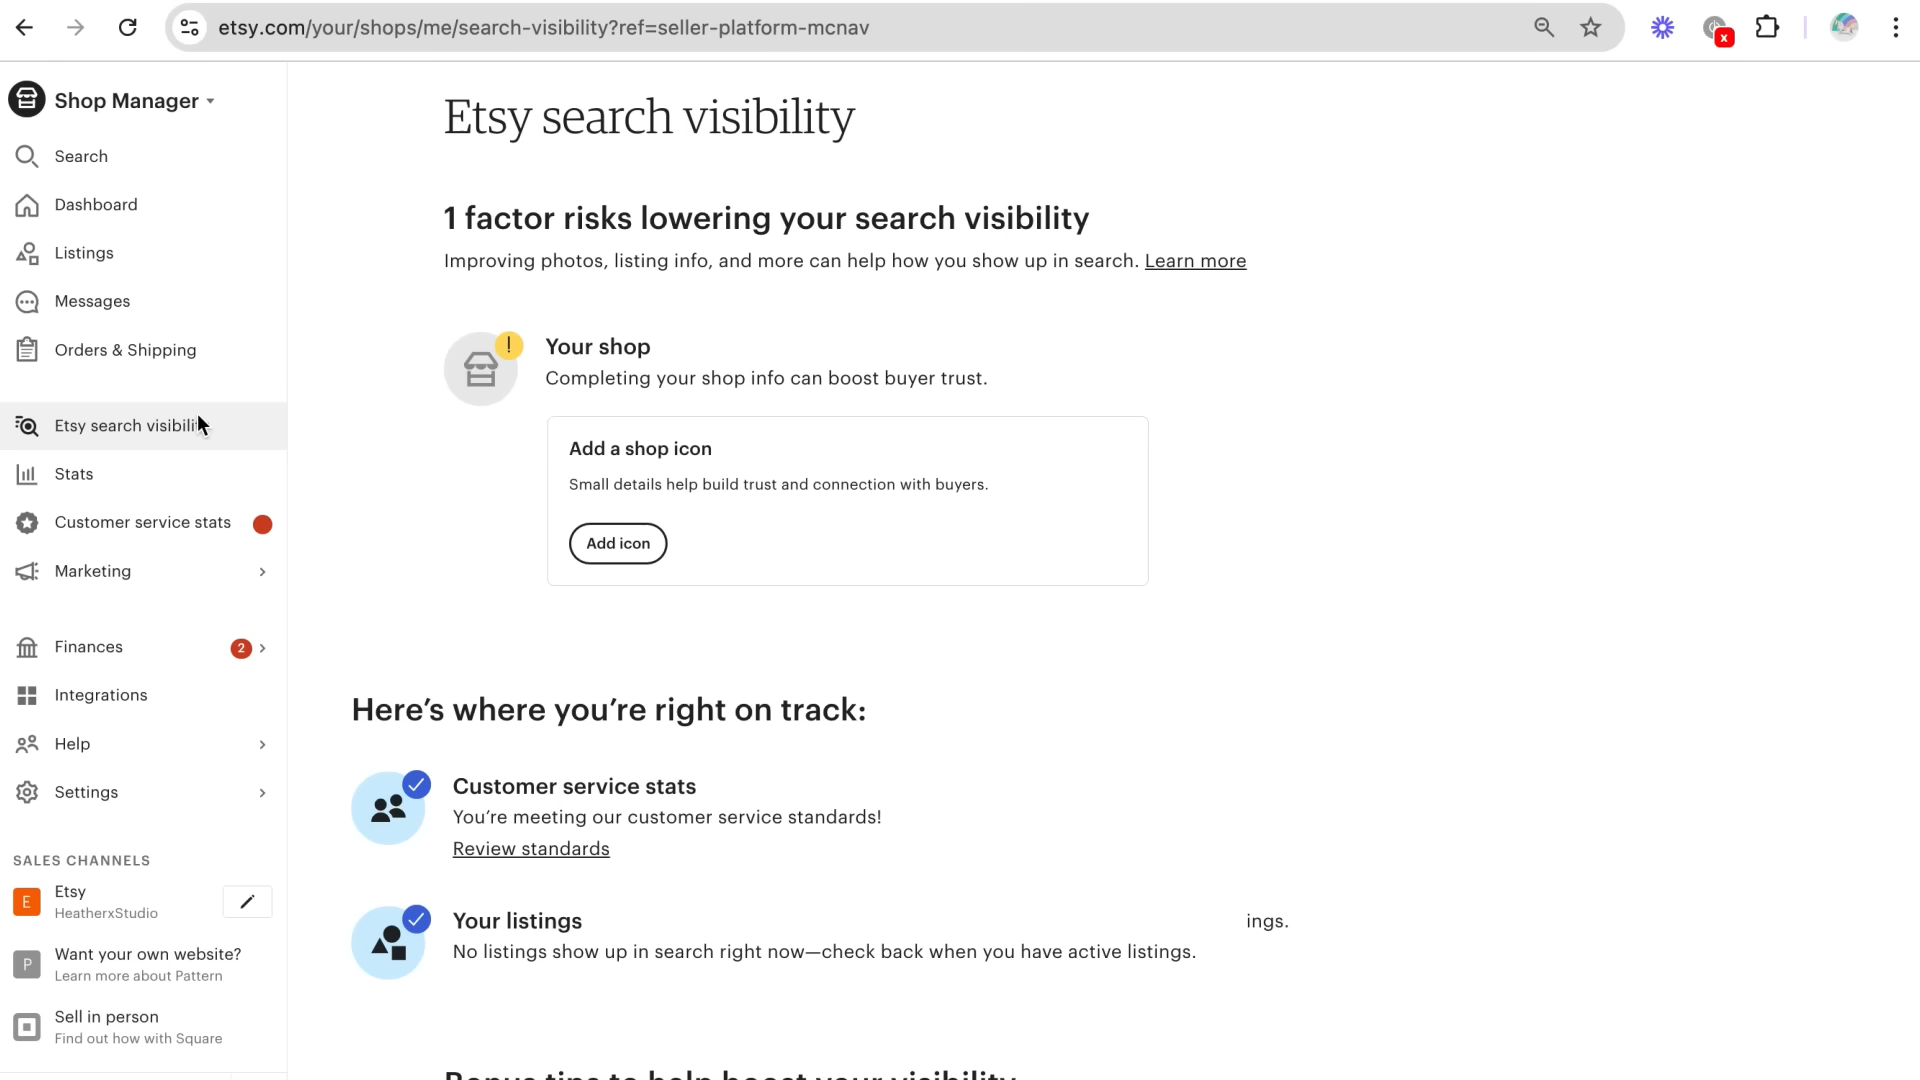 etsy.com/your/shops/me/search-visibility?ref=seller-platform-mcnav
x
Shop Manager
Search
Dashboard
Listings
Messages
Orders & Shipping
Etsy search visibili
Stats
Customer service stats
Marketing
Finances
2
Integrations
Help
Settings
SALES CHANNELS
E
Etsy
HeatherxStudio
P
Want your own website?
Learn more about Pattern
Sell in person
Find out how with Square
Etsy search visibility
1 factor risks lowering your search visibility
Improving photos, listing info, and more can help how you show up in search. Learn more
!
Your shop
Completing your shop info can boost buyer trust.
Add a shop icon
Small details help build trust and connection with buyers.
Add icon
Here’s where you’re right on track:
Customer service stats
You’re meeting our customer service standards!
Review standards
Your listings
ings.
No listings show up in search right now—check back when you have active listings.
Bonus tips to help boost your visibility